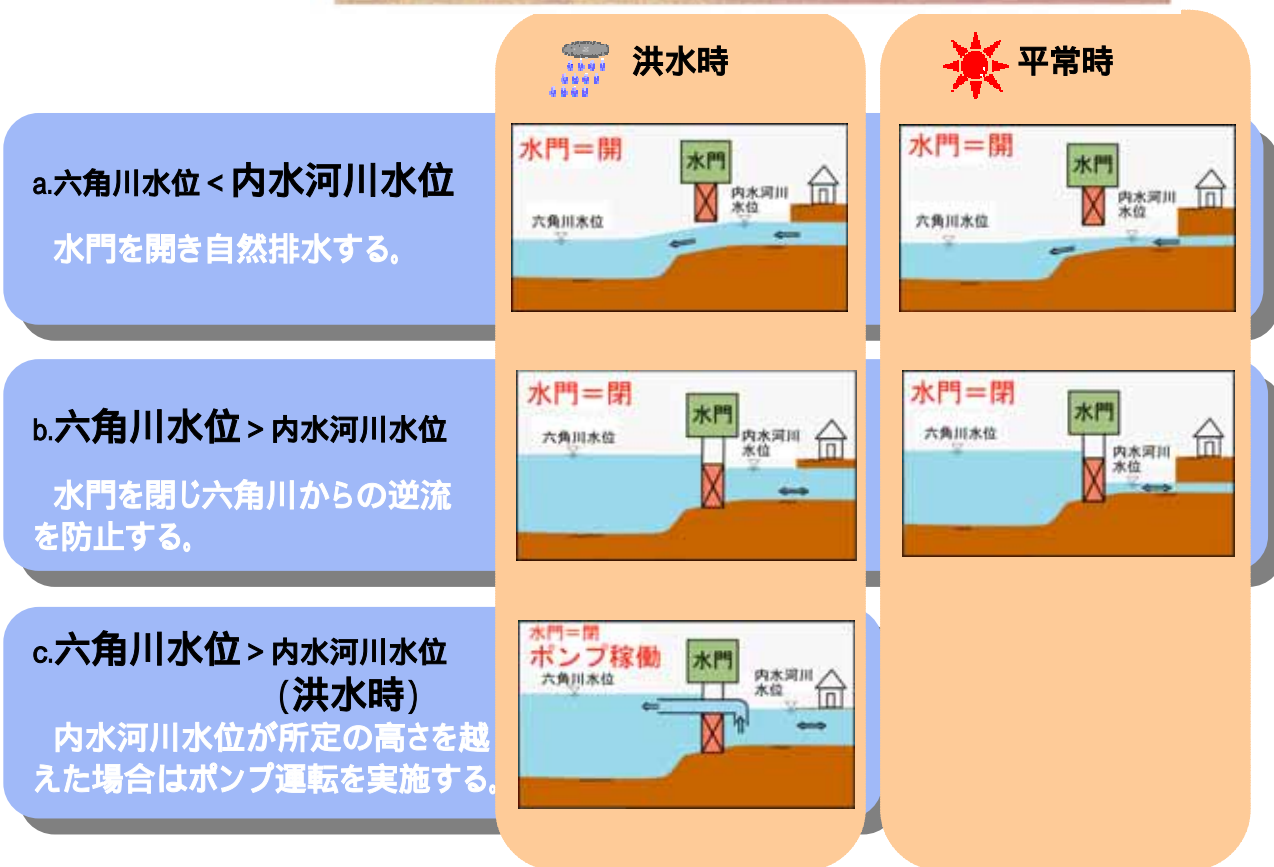 洪水時
平常時
a.六角川水位<内水河川水位
水門を開き自然排水する。
水門=開
水門
内水河川
水位
六角川水位
水門=開
水門
内水河川
水位
六角川水位
b.六角川水位>内水河川水位
水門を閉じ六角川からの逆流
を防止する。
水門=閉
水門
六角川水位
内水河川
水位
水門=閉
水門
六角川水位
内水河川
水位
c.六角川水位>内水河川水位
(洪水時)
内水河川水位が所定の高さを越
えた場合はポンプ運転を実施する。
水門=閉
ポンプ稼働
水門
六角川水位
内水河川
水位